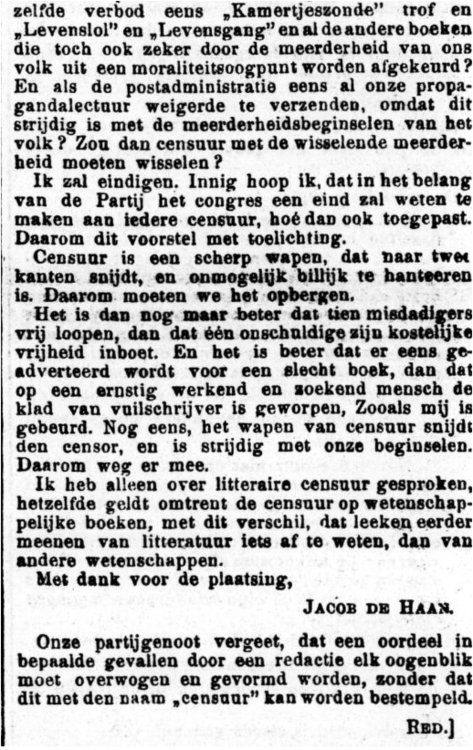 zelfde verbod eens „Kamertjeszonde” trof en
„Levenslol” en „Levensgang” en al de andere boeken
die toch ook zeker door de meerderheid van ons
volk uit een moraliteitsoogpunt worden afgekeurd?
En als de postadministratie eens al onze propa-
gandalectuur weigerde te verzenden, omdat dit
strijdig is met de meerderheidsbeginselen van het
volk? Zou dan censuur met de wisselende meerder-
heid moeten wisselen?
Ik zal eindigen. Innig hoop ik, dat in het belang
van de Partij het congres een eind zal weten te
maken aan iedere censuur, hoé dan ook toegepast.
Daarom dit voorstel met toelichting.
Censuur is een scherp wapen, dat naar twee
kanten snijdt, en onmogelijk billijk te hanteeren
is. Daarom moeten we het opbergen.
Het is dan nog maar beter dat tien misdadigers
vrij loopen, dan dat één onschuldige zijn kostelijke
vrijheid inboet. En het is beter dat er eens ge-
adverteerd wordt voor een slecht boek, dan dat
op een ernstig werkend en zoekend mensch de
klad van vuilschrijver is geworpen, Zooals mij is
gebeurd. Nog eens, het wapen van censuur snijdt
den censor, en is strijdig met onze beginselen.
Daarom weg er mee.
Ik heb alleen over litteraire censuur gesproken,
hetzelfde geldt omtrent de censuur op wetenschap-
pelijke boeken, met dit verschil, dat leeken eerder
meenen van litteratuur iets af te weten, dan van
andere wetenschappen.
Met dank voor de plaatsing,
JACOB DE HAAN.
Onze partijgenoot vergeet, dat een oordeel in
bepaalde gevallen door een redactie elk oogenblik
moet overwogen en gevormd worden, zonder dat
dit met den naam „censuur” kan worden bestempeld.
RED.]